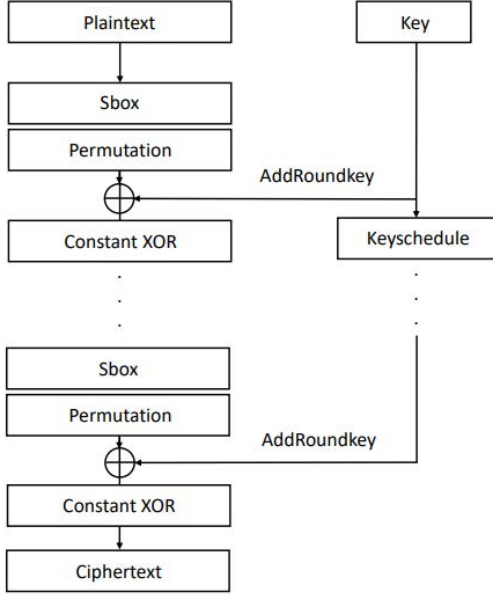 Plaintext
Key
Sbox
Permutation
AddRoundkey
Constant XOR
Keyschedule
Sbox
Permutation
AddRoundkey
Constant XOR
Ciphertext